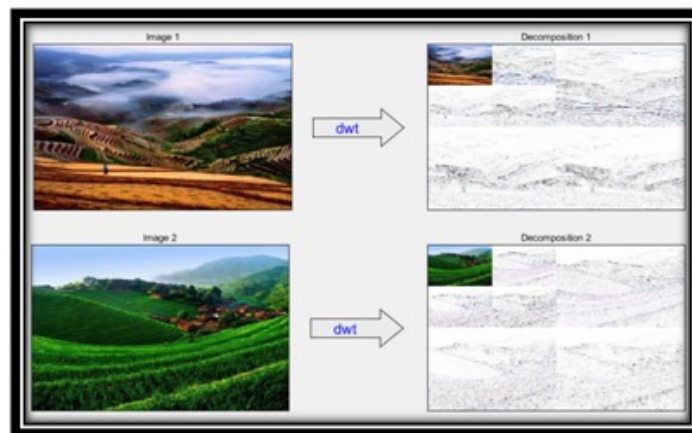 Image 1
Decomposition 1
dwt
Image 2
Decomposition 2
dwt